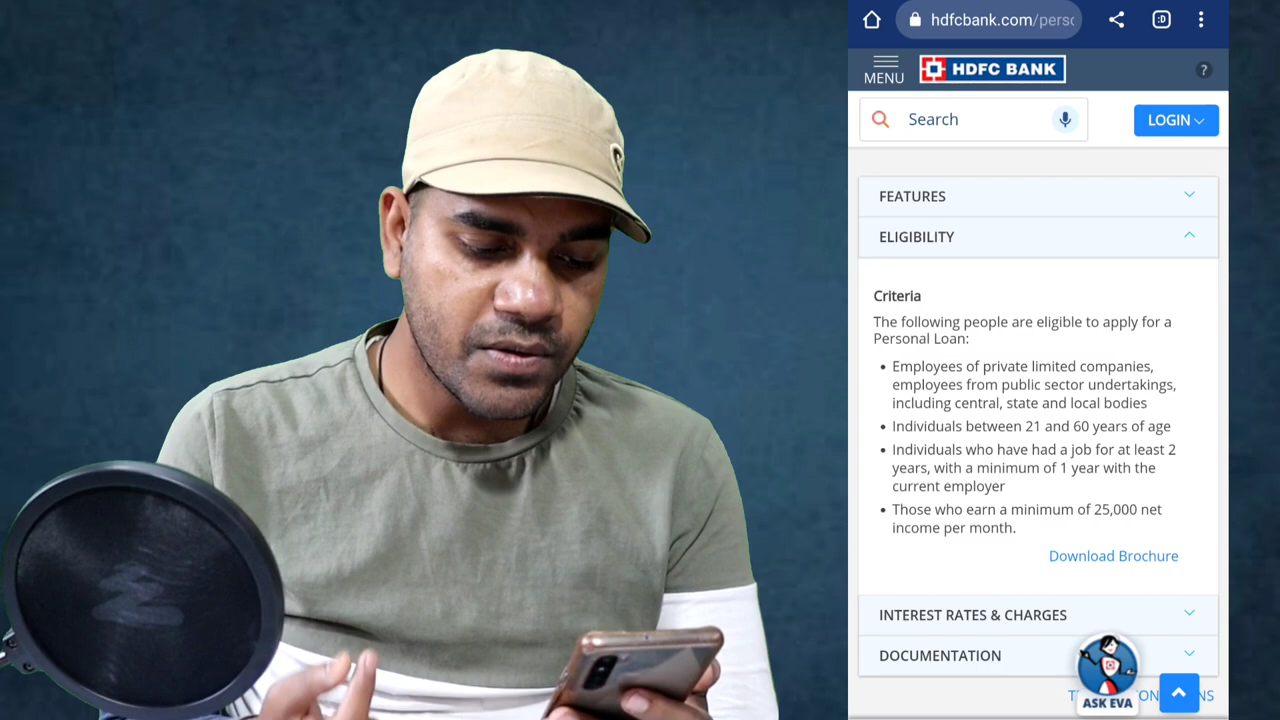 hdfcbank.com/perso
MENU
HDFC BANK
?
Search
LOGIN
FEATURES
ELIGIBILITY
Criteria
The following people are eligible to apply for a
Personal Loan:
• Employees of private limited companies,
employees from public sector undertakings,
including central, state and local bodies
• Individuals between 21 and 60 years of age
• Individuals who have had a job for at least 2
years, with a minimum of 1 year with the
current employer
• Those who earn a minimum of 25,000 net
income per month.
Download Brochure
INTEREST RATES & CHARGES
DOCUMENTATION
ASK EVA